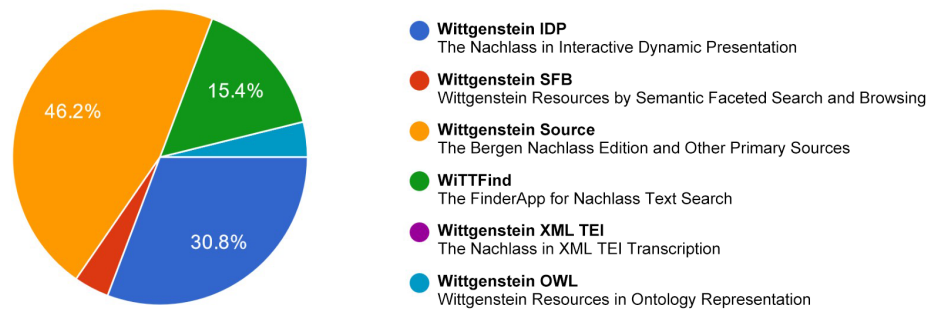 46.2%
15.4%
30.8%
Wittgenstein IDP
The Nachlass in Interactive Dynamic Presentation
Wittgenstein SFB
Wittgenstein Resources by Semantic Faceted Search and Browsing
Wittgenstein Source
The Bergen Nachlass Edition and Other Primary Sources
WiTTFind
The FinderApp for Nachlass Text Search
Wittgenstein XML TEI
The Nachlass in XML TEI Transcription
Wittgenstein OWL
Wittgenstein Resources in Ontology Representation